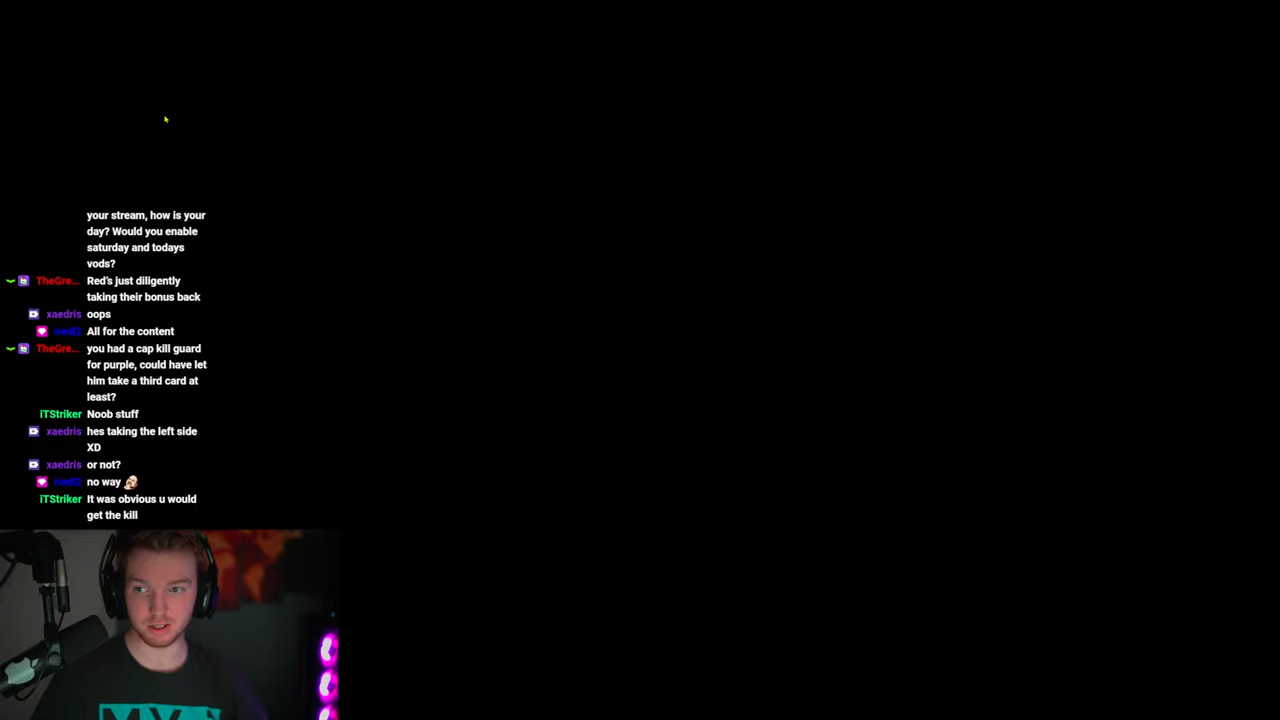 your stream, how is your
day? Would you enable
saturday and todays
vods?
TheGre... Red's just diligently
taking their bonus back
xaedris oops
All for the content
TheGre... you had a cap kill guard
for purple, could have let
him take a third card at
least?
iTStriker Noob stuff
xaedris hes taking the left side
XD
xaedris or not?
no way
iTStriker It was obvious u would
get the kill